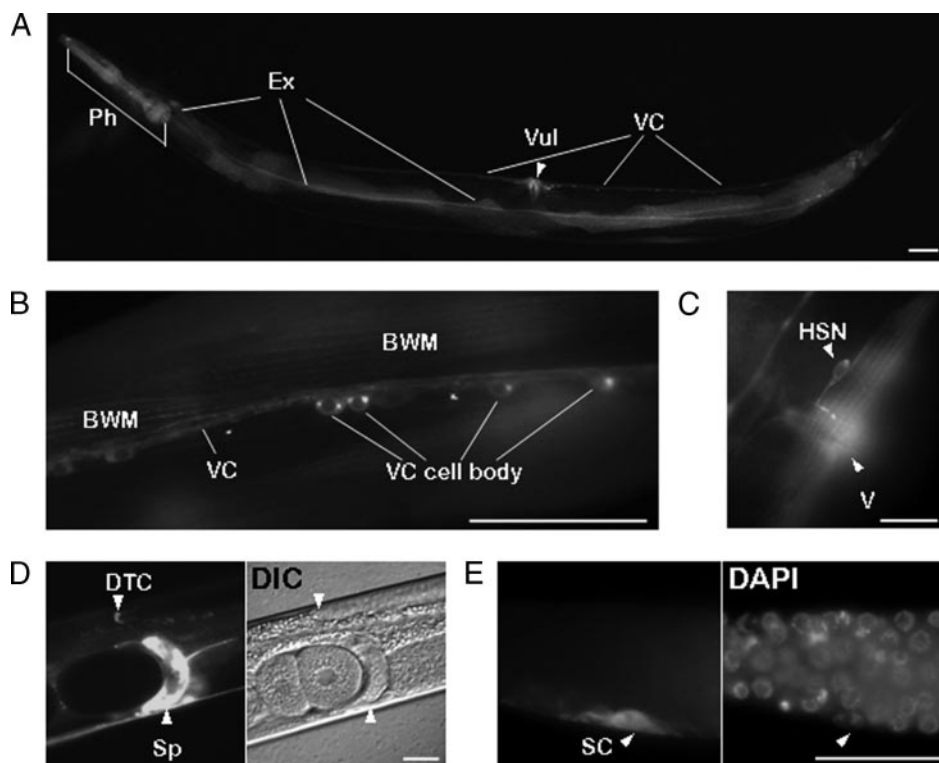 A
Ph
Ex
Vul
VC
B
BWM
BWM
VC
VC cell body
C
HSN
V
D
DTC
Sp
DIC
E
SC
DAPI